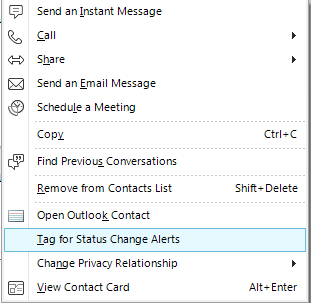 Send an Instant Message
Call
Share
Send an Email Message
Schedule a Meeting
Copy Ctrl+C
Find Previous Conversations
Remove from Contacts List Shift+Delete
Open Outlook Contact
Tag for Status Change Alerts
Change Privacy Relationship
View Contact Card Alt+Enter